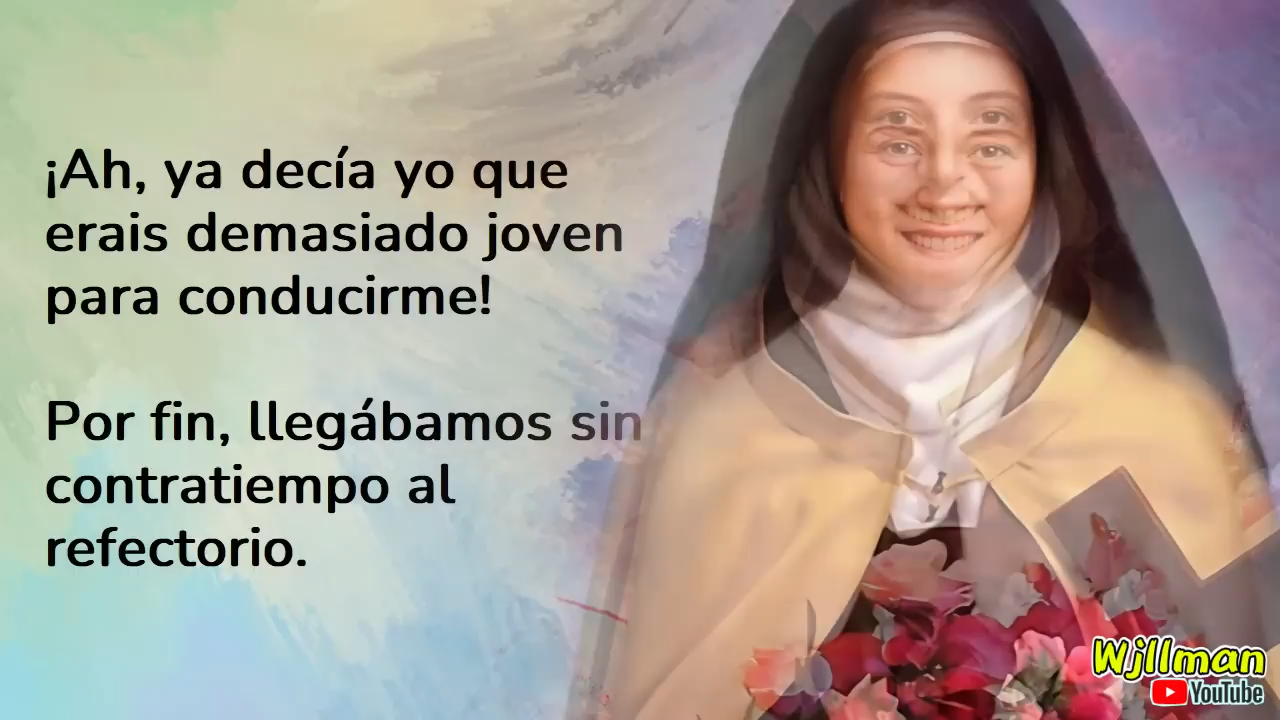 ¡Ah, ya decía yo que
erais demasiado joven
para conducirme!
Por fin, llegábamos sin
contratiempo al
refectorio.
Wjllman
YouTube